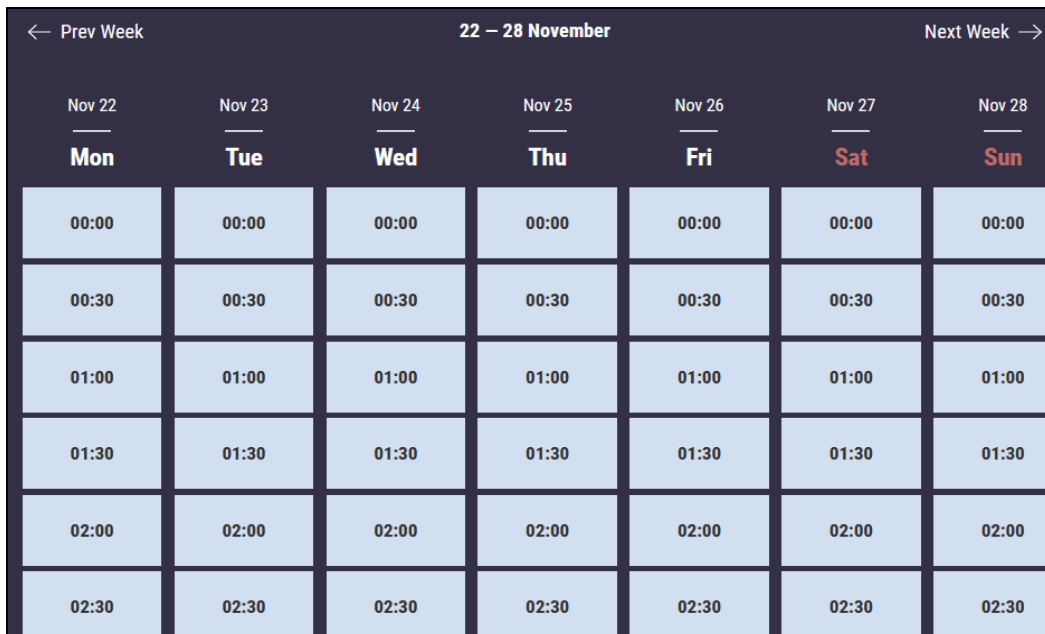 Prev Week 22 – 28 November Next Week
Nov 22 Nov 23 Nov 24 Nov 25 Nov 26 Nov 27 Nov 28
Mon Tue Wed Thu Fri Sat Sun
00:00 00:00 00:00 00:00 00:00 00:00 00:00
00:30 00:30 00:30 00:30 00:30 00:30 00:30
01:00 01:00 01:00 01:00 01:00 01:00 01:00
01:30 01:30 01:30 01:30 01:30 01:30 01:30
02:00 02:00 02:00 02:00 02:00 02:00 02:00
02:30 02:30 02:30 02:30 02:30 02:30 02:30